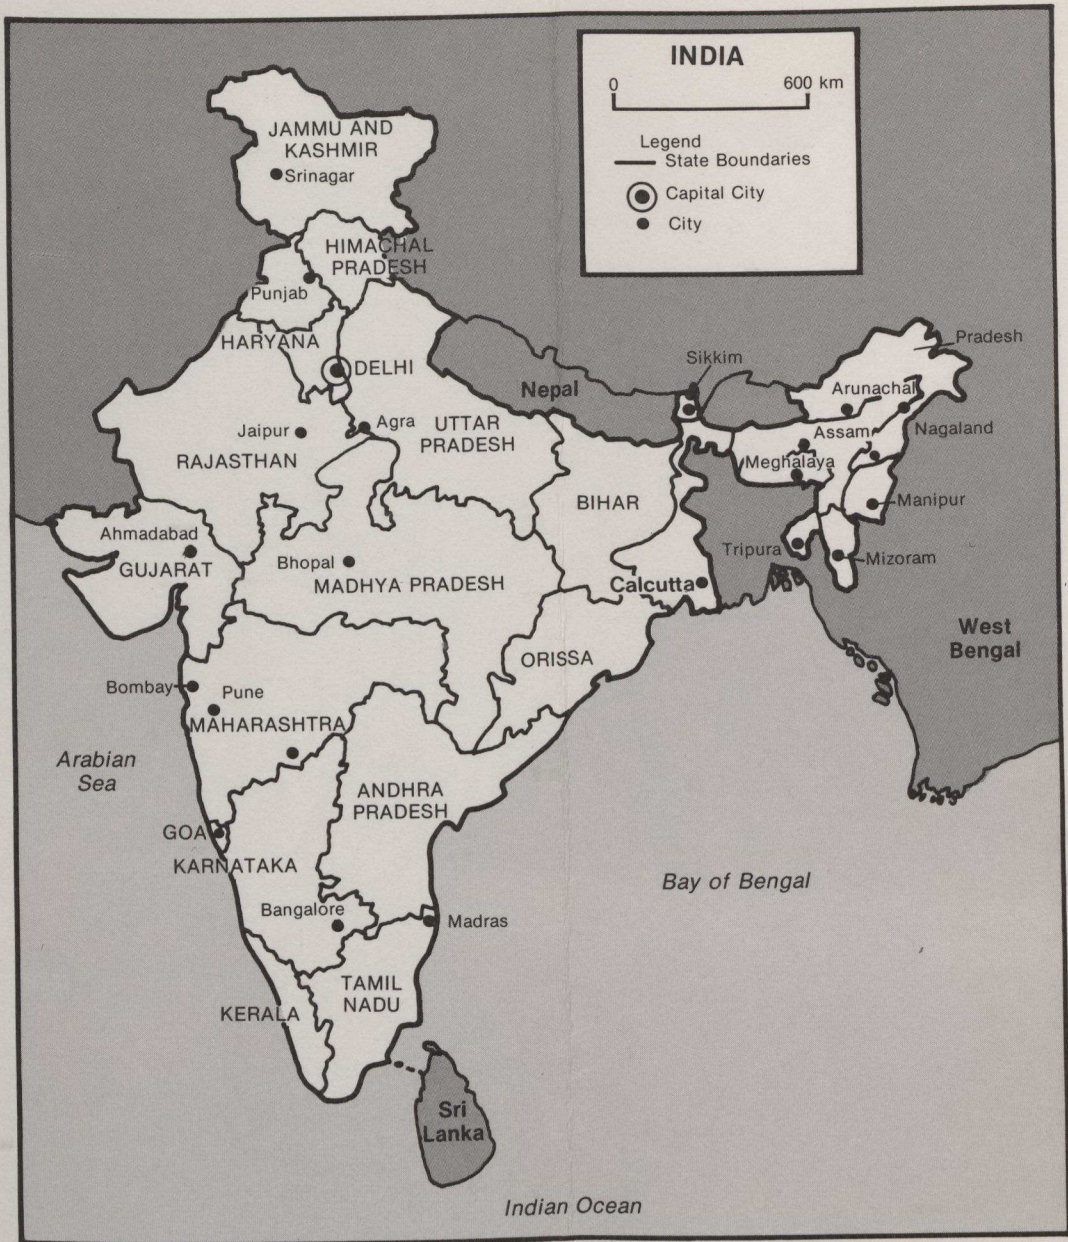 INDIA
0 600 km
Legend
State Boundaries
Capital City
City
JAMMU AND
KASHMIR
Srinagar
HIMACHAL
PRADESH
Punjab
HARYANA
DELHI
Pradesh
Sikkim
Nepal
Arunachal
Jaipur
Agra
UTTAR
PRADESH
Assam
Nagaland
RAJASTHAN
Meghalaya
BIHAR
Manipur
Ahmadabad
GUJARAT
Bhopal
MADHYA PRADESH
Tripura
Mizoram
Calcutta
West
Bengal
ORISSA
Bombay
Pune
MAHARASHTRA
Arabian
Sea
ANDHRA
PRADESH
GOA
KARNATAKA
Bay of Bengal
Bangalore
Madras
TAMIL
NADU
KERALA
Sri
Lanka
Indian Ocean